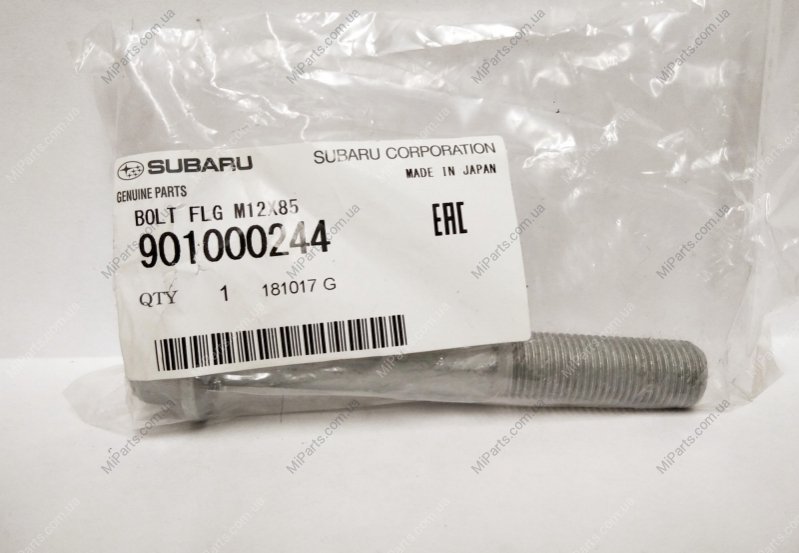 SUBARU
SUBARU CORPORATION
GENUINE PARTS
MADE IN JAPAN
BOLT FLG M12X85
901000244
EAC
QTY 1 181017 G
MiParts.com.ua